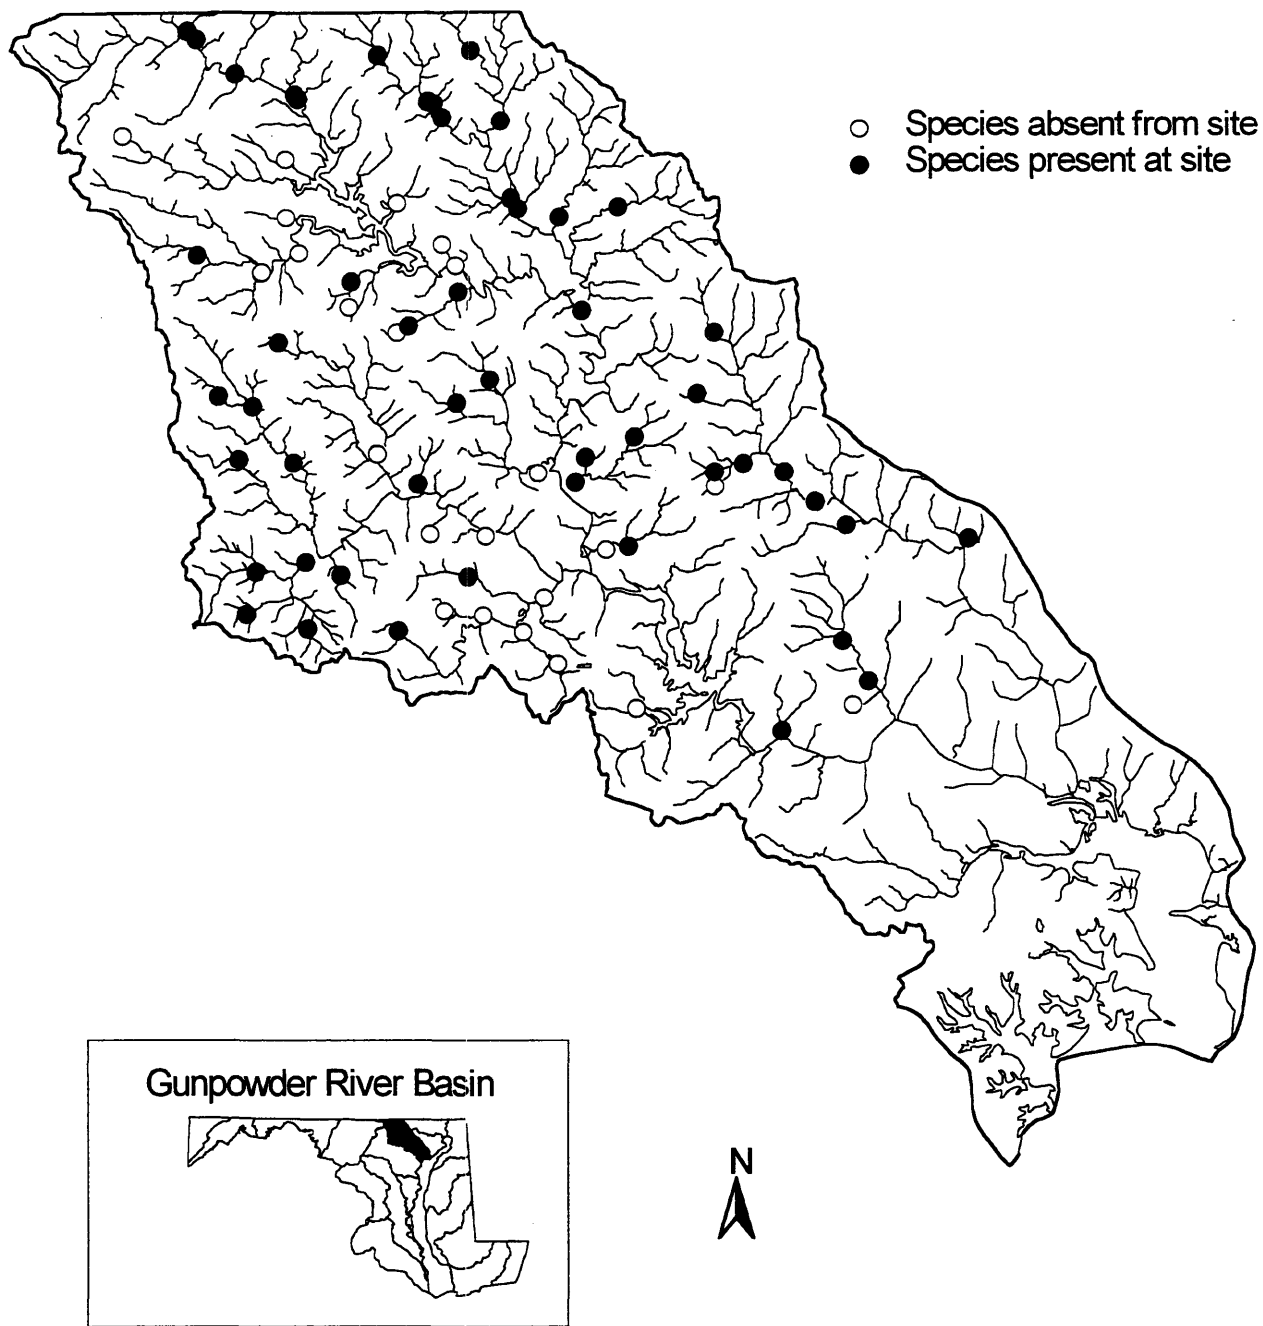 Species absent from site
Species present at site
Gunpowder River Basin
N